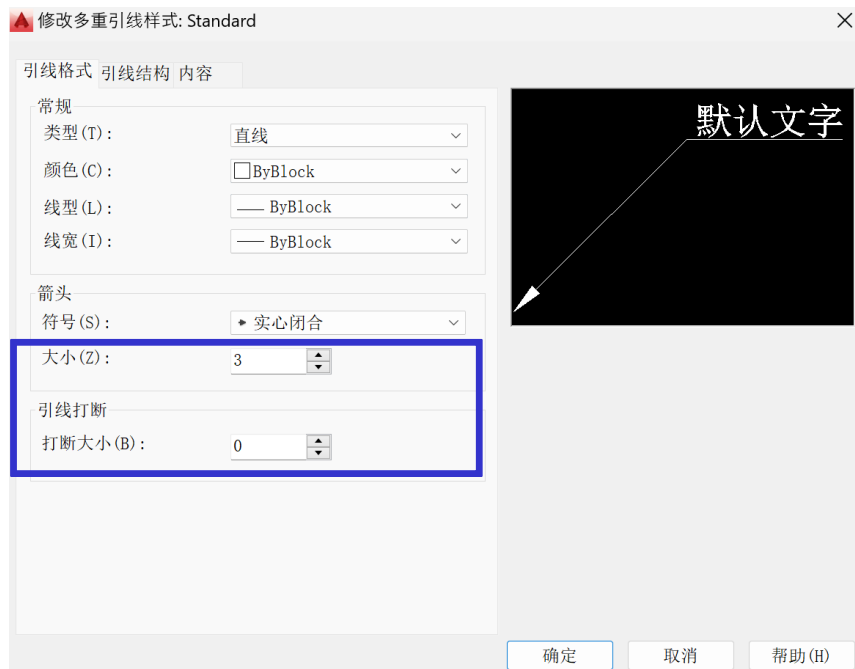 修改多重引线样式: Standard
引线格式 引线结构 内容
常规
类型(T): 直线
颜色(C): ByBlock
线型(L): ByBlock
线宽(I): ByBlock
箭头
符号(S): 实心闭合
大小(Z): 3
引线打断
打断大小(B): 0
默认文字
确定 取消 帮助(H)